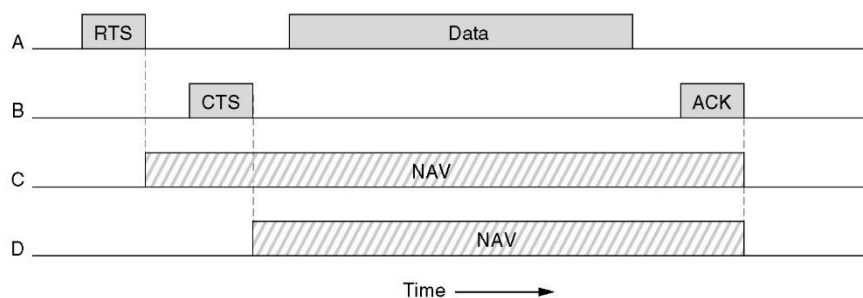 A RTS Data
B CTS ACK
C NAV
D NAV
Time